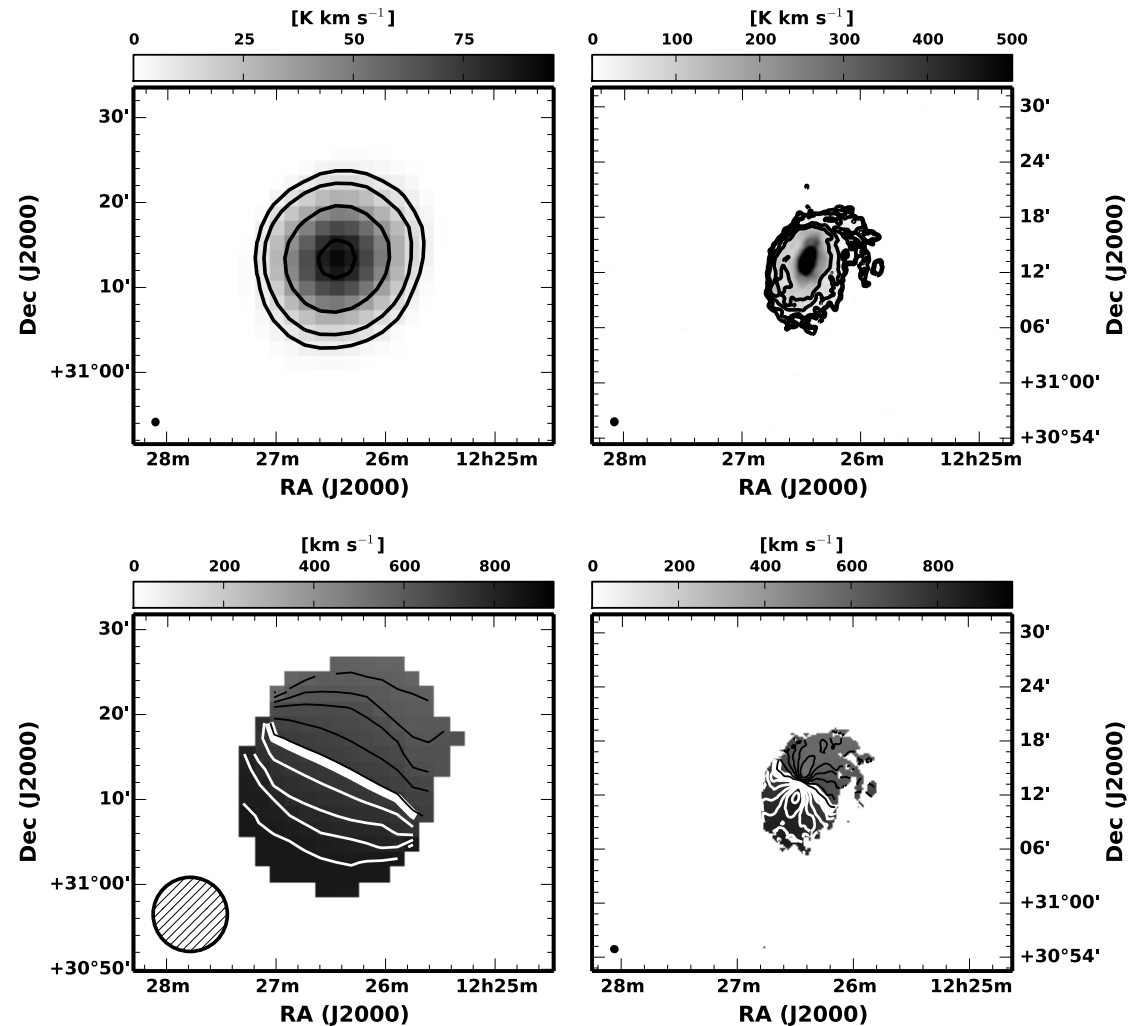 [K km s⁻¹]
0 25 50 75
[K km s⁻¹]
0 100 200 300 400 500
Dec (J2000)
30'
20'
10'
+31°00'
28m 27m 26m 12h25m
RA (J2000)
30'
24'
18'
12'
06'
+31°00'
+30°54'
Dec (J2000)
28m 27m 26m 12h25m
RA (J2000)
[km s⁻¹]
0 200 400 600 800
[km s⁻¹]
0 200 400 600 800
Dec (J2000)
30'
20'
10'
+31°00'
+30°50'
28m 27m 26m 12h25m
RA (J2000)
30'
24'
18'
12'
06'
+31°00'
+30°54'
Dec (J2000)
28m 27m 26m 12h25m
RA (J2000)